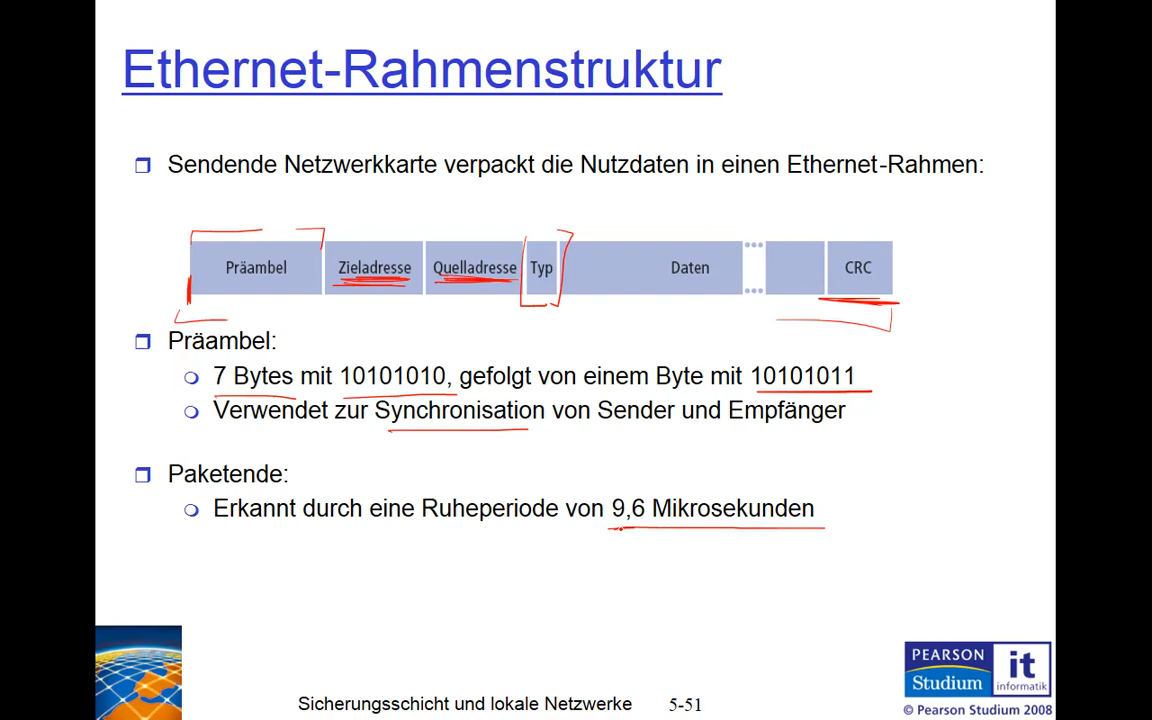 Ethernet-Rahmenstruktur
Sendende Netzwerkkarte verpackt die Nutzdaten in einen Ethernet-Rahmen:
Präambel Zieladresse Quelladresse Typ Daten CRC
Präambel:
7 Bytes mit 10101010, gefolgt von einem Byte mit 10101011
Verwendet zur Synchronisation von Sender und Empfänger
Paketende:
Erkannt durch eine Ruheperiode von 9,6 Mikrosekunden
PEARSON
Studium
it
informatik
Sicherungsschicht und lokale Netzwerke 5-51
© Pearson Studium 2008